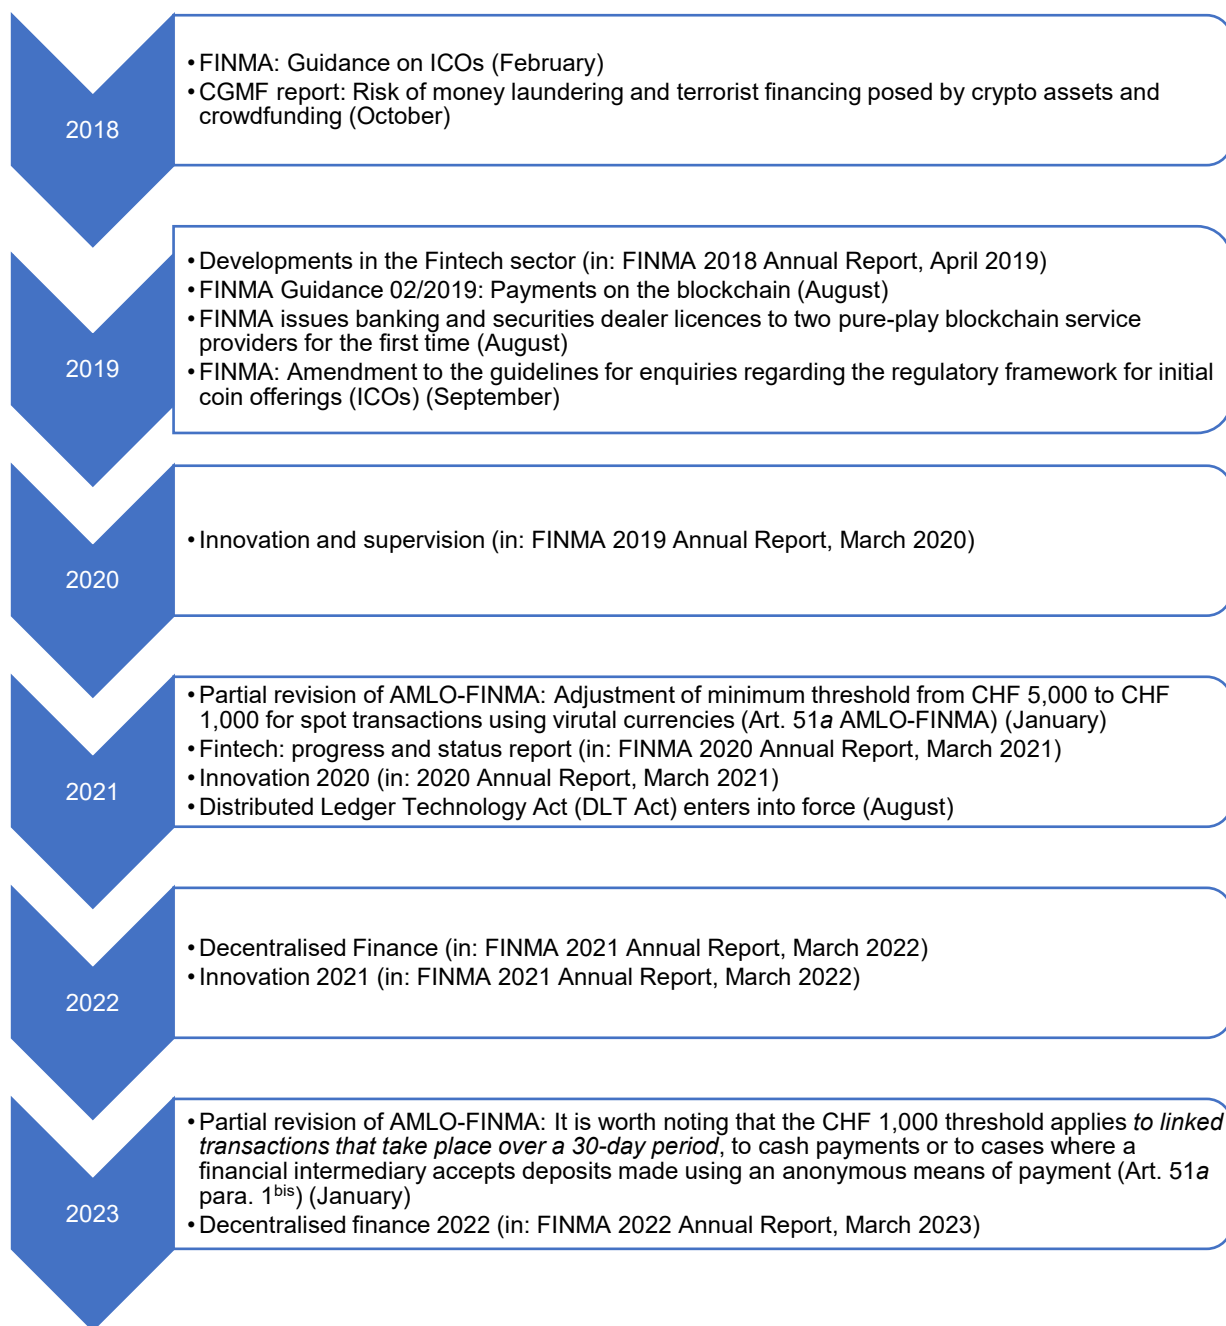 2018
• FINMA: Guidance on ICOs (February)
• CGMF report: Risk of money laundering and terrorist financing posed by crypto assets and
crowdfunding (October)
2019
• Developments in the Fintech sector (in: FINMA 2018 Annual Report, April 2019)
• FINMA Guidance 02/2019: Payments on the blockchain (August)
• FINMA issues banking and securities dealer licences to two pure-play blockchain service
providers for the first time (August)
• FINMA: Amendment to the guidelines for enquiries regarding the regulatory framework for initial
coin offerings (ICOs) (September)
2020
• Innovation and supervision (in: FINMA 2019 Annual Report, March 2020)
2021
• Partial revision of AMLO-FINMA: Adjustment of minimum threshold from CHF 5,000 to CHF
1,000 for spot transactions using virutal currencies (Art. 51a AMLO-FINMA) (January)
• Fintech: progress and status report (in: FINMA 2020 Annual Report, March 2021)
• Innovation 2020 (in: 2020 Annual Report, March 2021)
• Distributed Ledger Technology Act (DLT Act) enters into force (August)
2022
• Decentralised Finance (in: FINMA 2021 Annual Report, March 2022)
• Innovation 2021 (in: FINMA 2021 Annual Report, March 2022)
2023
• Partial revision of AMLO-FINMA: It is worth noting that the CHF 1,000 threshold applies to linked
transactions that take place over a 30-day period, to cash payments or to cases where a
financial intermediary accepts deposits made using an anonymous means of payment (Art. 51a
para. 1bis) (January)
• Decentralised finance 2022 (in: FINMA 2022 Annual Report, March 2023)